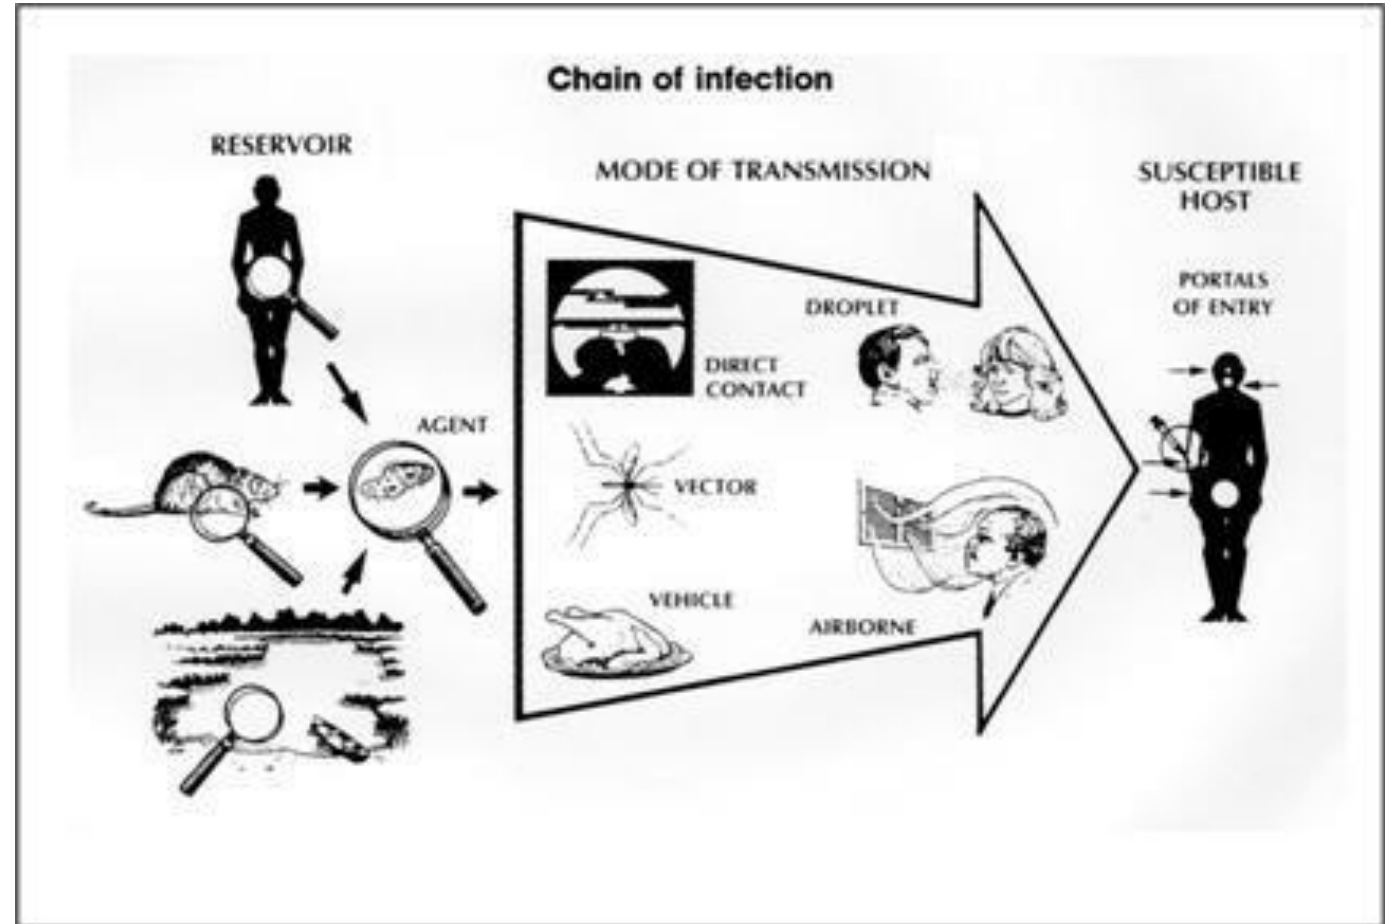 Chain of infection
RESERVOIR
MODE OF TRANSMISSION
SUSCEPTIBLE
HOST
PORTALS
OF ENTRY
DROPLET
DIRECT
CONTACT
AGENT
VECTOR
VEHICLE
AIRBORNE